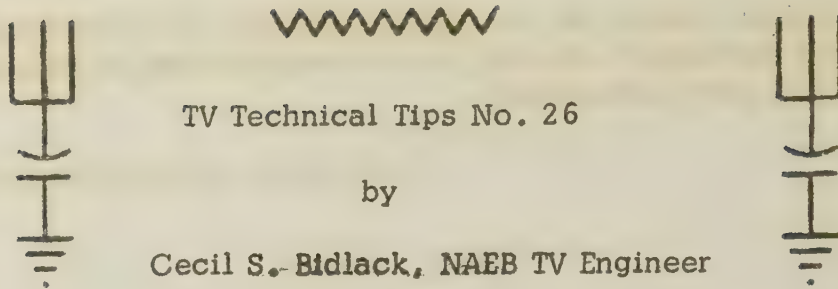 TV Technical Tips No. 26
by
Cecil S. Bidlack, NAEB TV Engineer